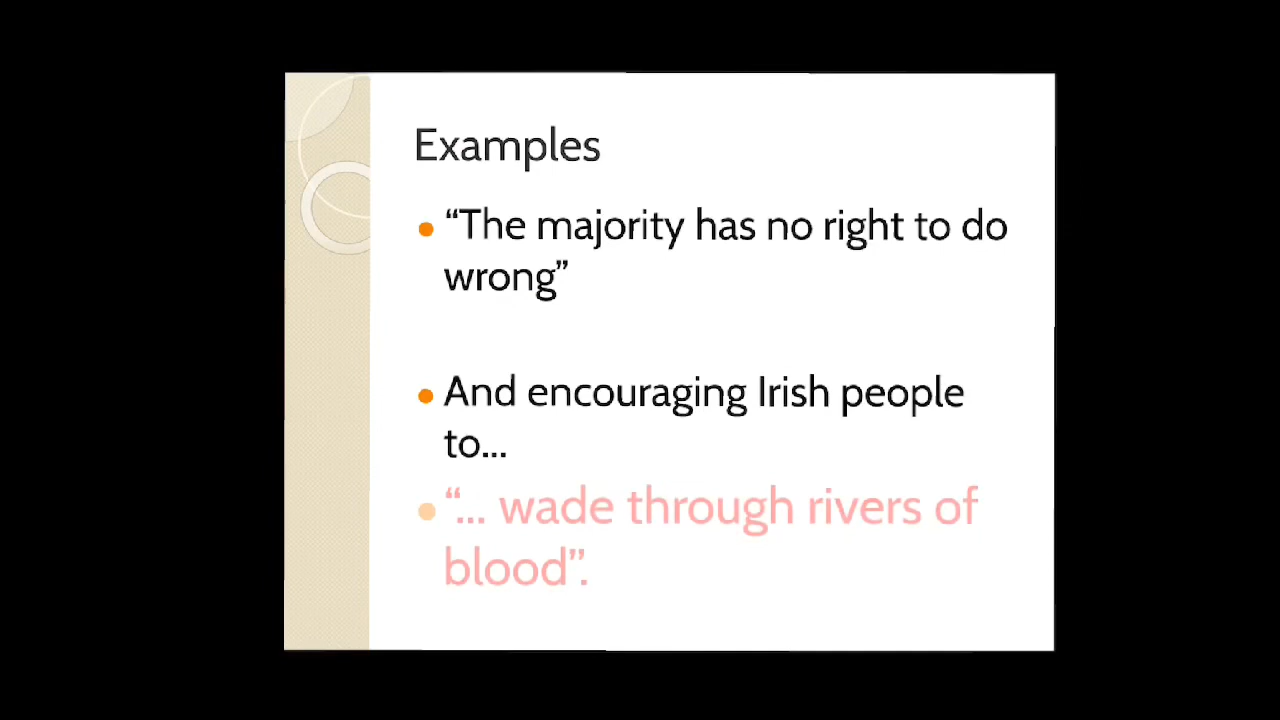 Examples
“The majority has no right to do
wrong”
And encouraging Irish people
to...
“... wade through rivers of
blood”.